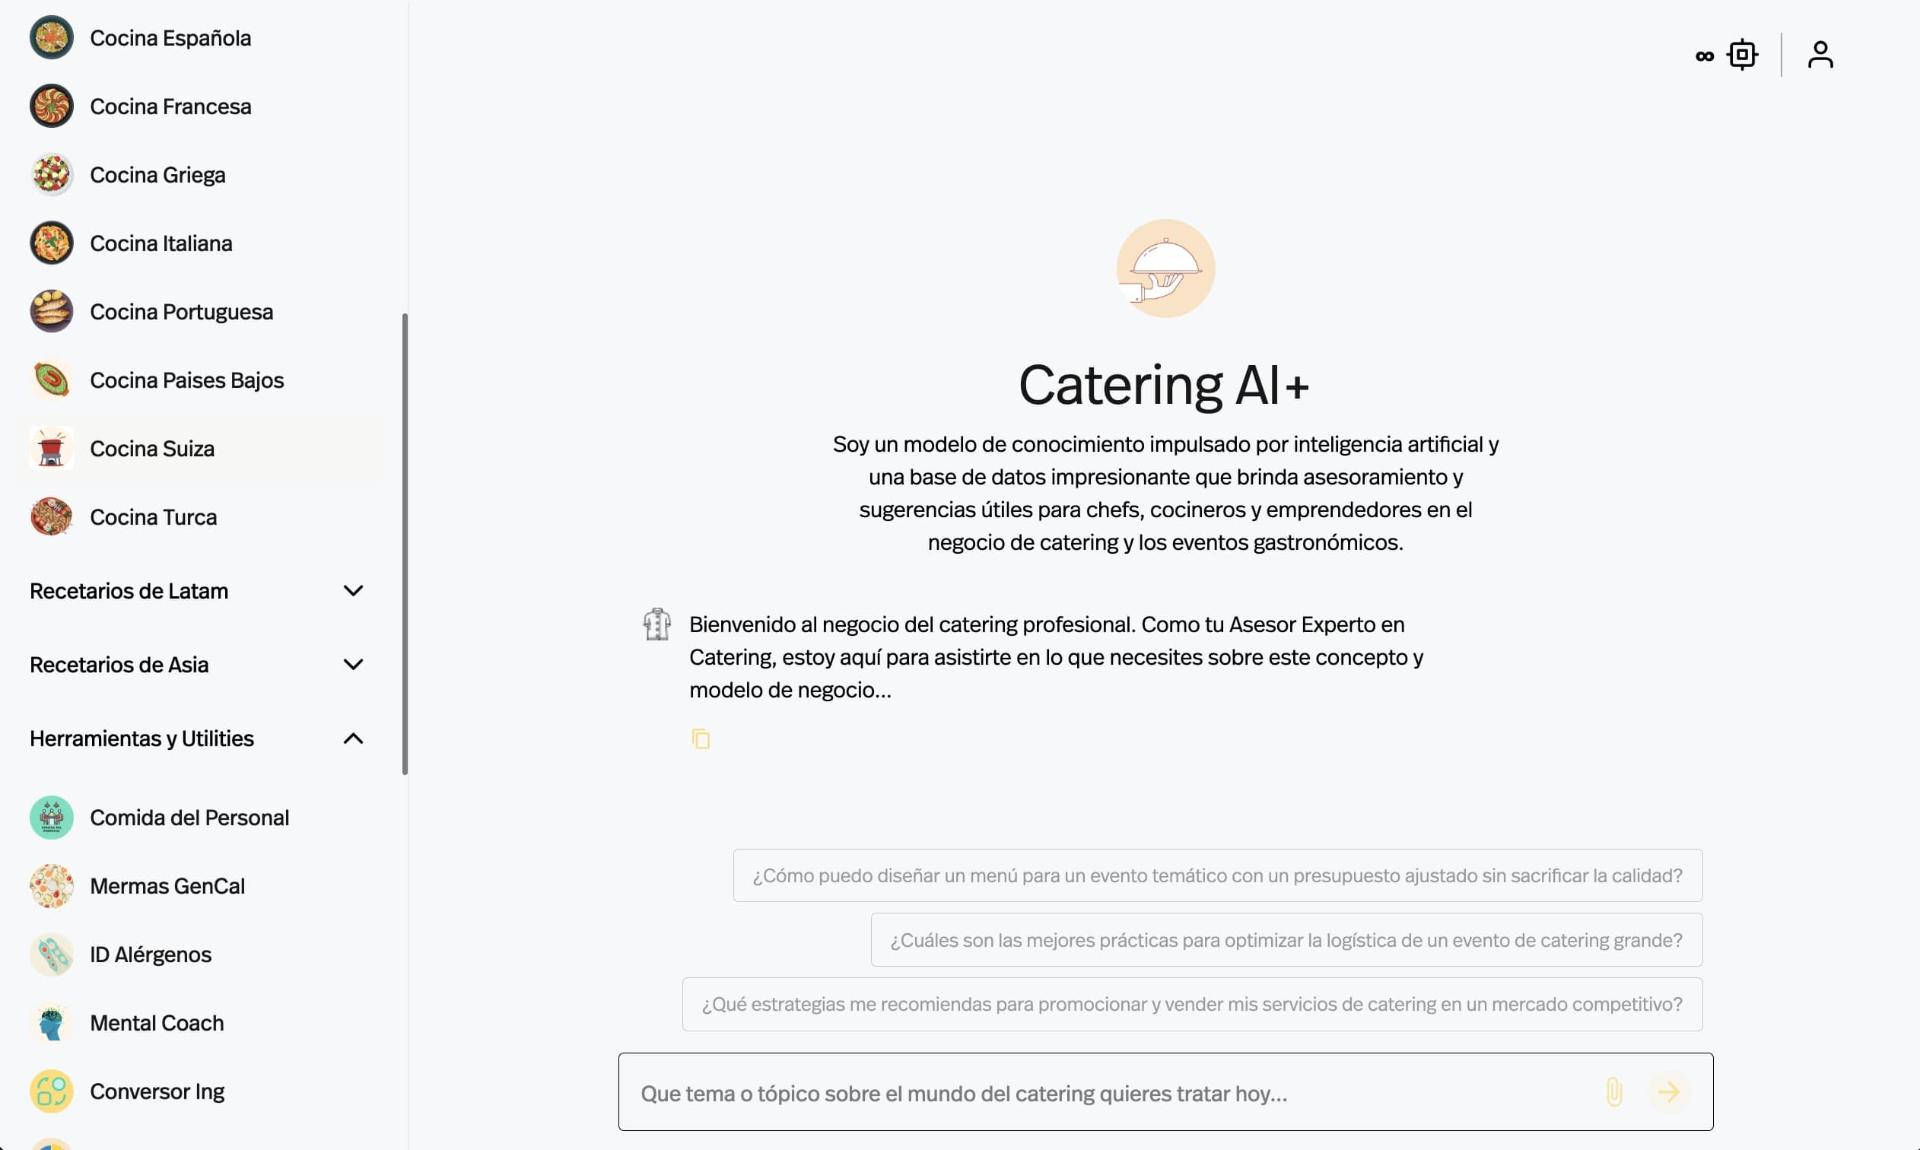 Cocina Española
Cocina Francesa
Cocina Griega
Cocina Italiana
Cocina Portuguesa
Cocina Paises Bajos
Cocina Suiza
Cocina Turca
Recetarios de Latam
Recetarios de Asia
Herramientas y Utilities
Comida del Personal
Mermas GenCal
ID Alérgenos
Mental Coach
Conversor Ing
∞
Catering AI+
Soy un modelo de conocimiento impulsado por inteligencia artificial y
una base de datos impresionante que brinda asesoramiento y
sugerencias útiles para chefs, cocineros y emprendedores en el
negocio de catering y los eventos gastronómicos.
Bienvenido al negocio del catering profesional. Como tu Asesor Experto en
Catering, estoy aquí para asistirte en lo que necesites sobre este concepto y
modelo de negocio...
¿Cómo puedo diseñar un menú para un evento temático con un presupuesto ajustado sin sacrificar la calidad?
¿Cuáles son las mejores prácticas para optimizar la logística de un evento de catering grande?
¿Qué estrategias me recomiendas para promocionar y vender mis servicios de catering en un mercado competitivo?
Que tema o tópico sobre el mundo del catering quieres tratar hoy...